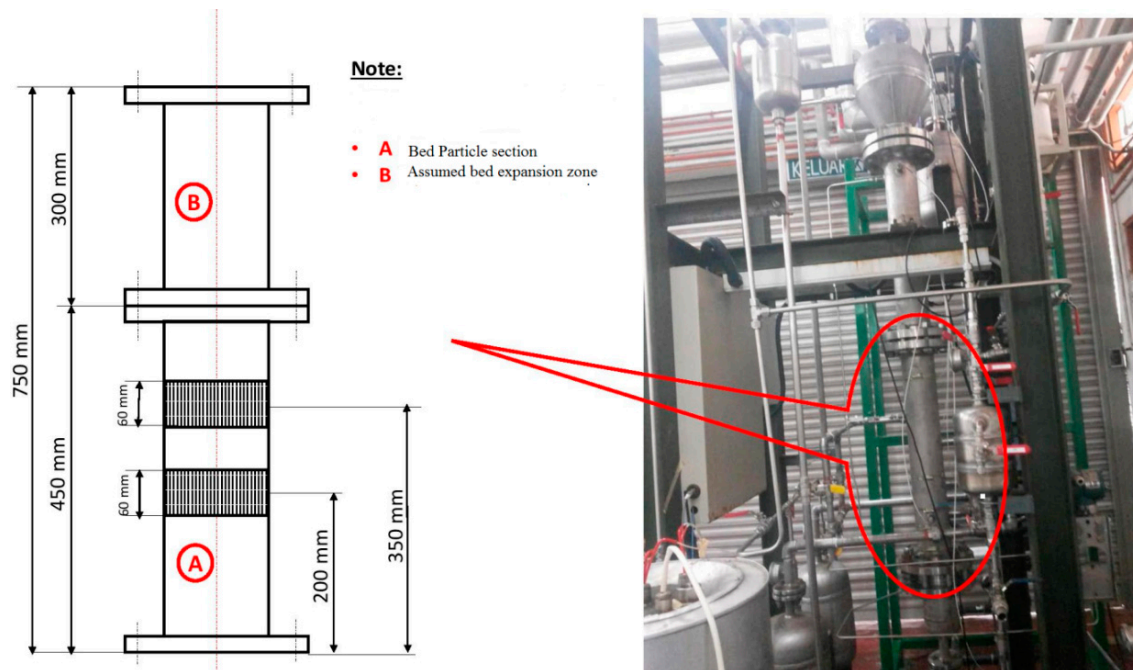 Note:
• A Bed Particle section
• B Assumed bed expansion zone
B
300 mm
750 mm
450 mm
60 mm
60 mm
350 mm
200 mm
A
KELUAR